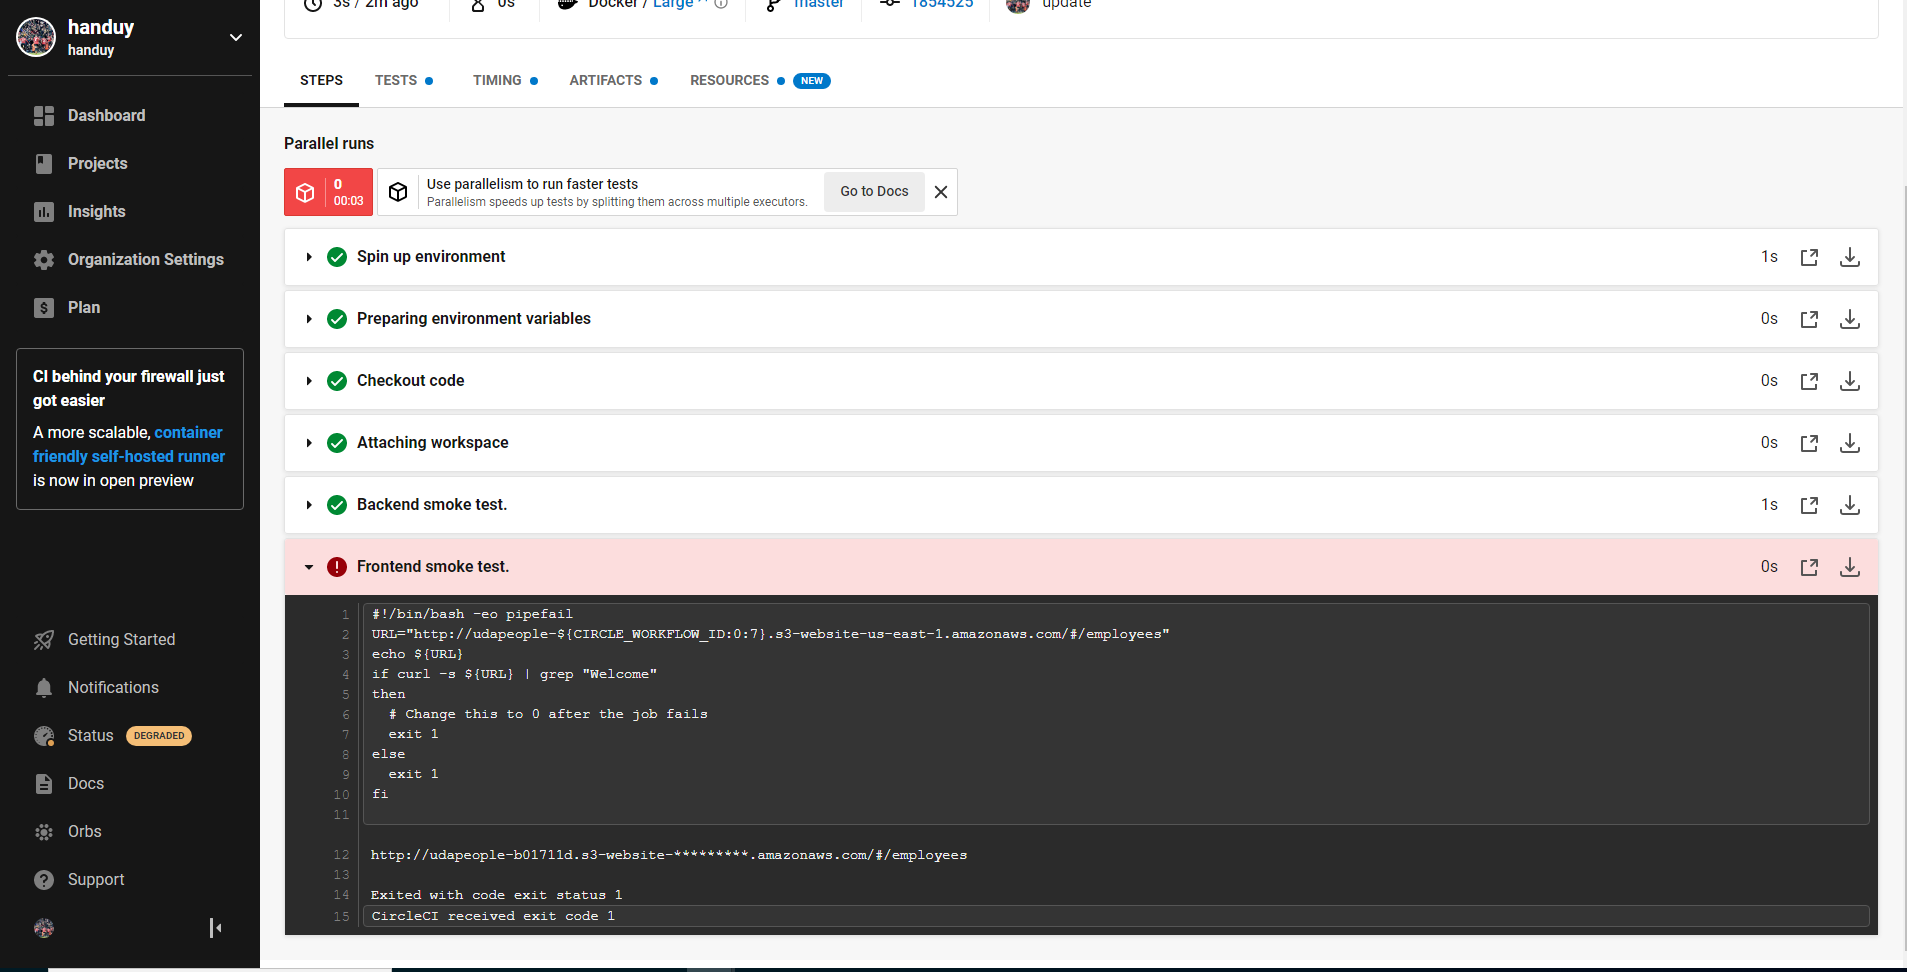 handuy
handuy
Dashboard
Projects
Insights
Organization Settings
Plan
CI behind your firewall just
got easier
A more scalable, container
friendly self-hosted runner
is now in open preview
Getting Started
Notifications
Status DEGRADED
Docs
Orbs
Support
3s / 2m ago 0s Docker / Large master 1854525 update
STEPS TESTS TIMING ARTIFACTS RESOURCES NEW
Parallel runs
0
00:03
Use parallelism to run faster tests
Parallelism speeds up tests by splitting them across multiple executors.
Go to Docs
Spin up environment 1s
Preparing environment variables 0s
Checkout code 0s
Attaching workspace 0s
Backend smoke test. 1s
Frontend smoke test. 0s
1 #!/bin/bash -eo pipefail
2 URL="http://udapeople-${CIRCLE_WORKFLOW_ID:0:7}.s3-website-us-east-1.amazonaws.com/#/employees"
3 echo ${URL}
4 if curl -s ${URL} | grep "Welcome"
5 then
6 # Change this to 0 after the job fails
7 exit 1
8 else
9 exit 1
10 fi
11
12 http://udapeople-b01711d.s3-website-*********.amazonaws.com/#/employees
13
14 Exited with code exit status 1
15 CircleCI received exit code 1